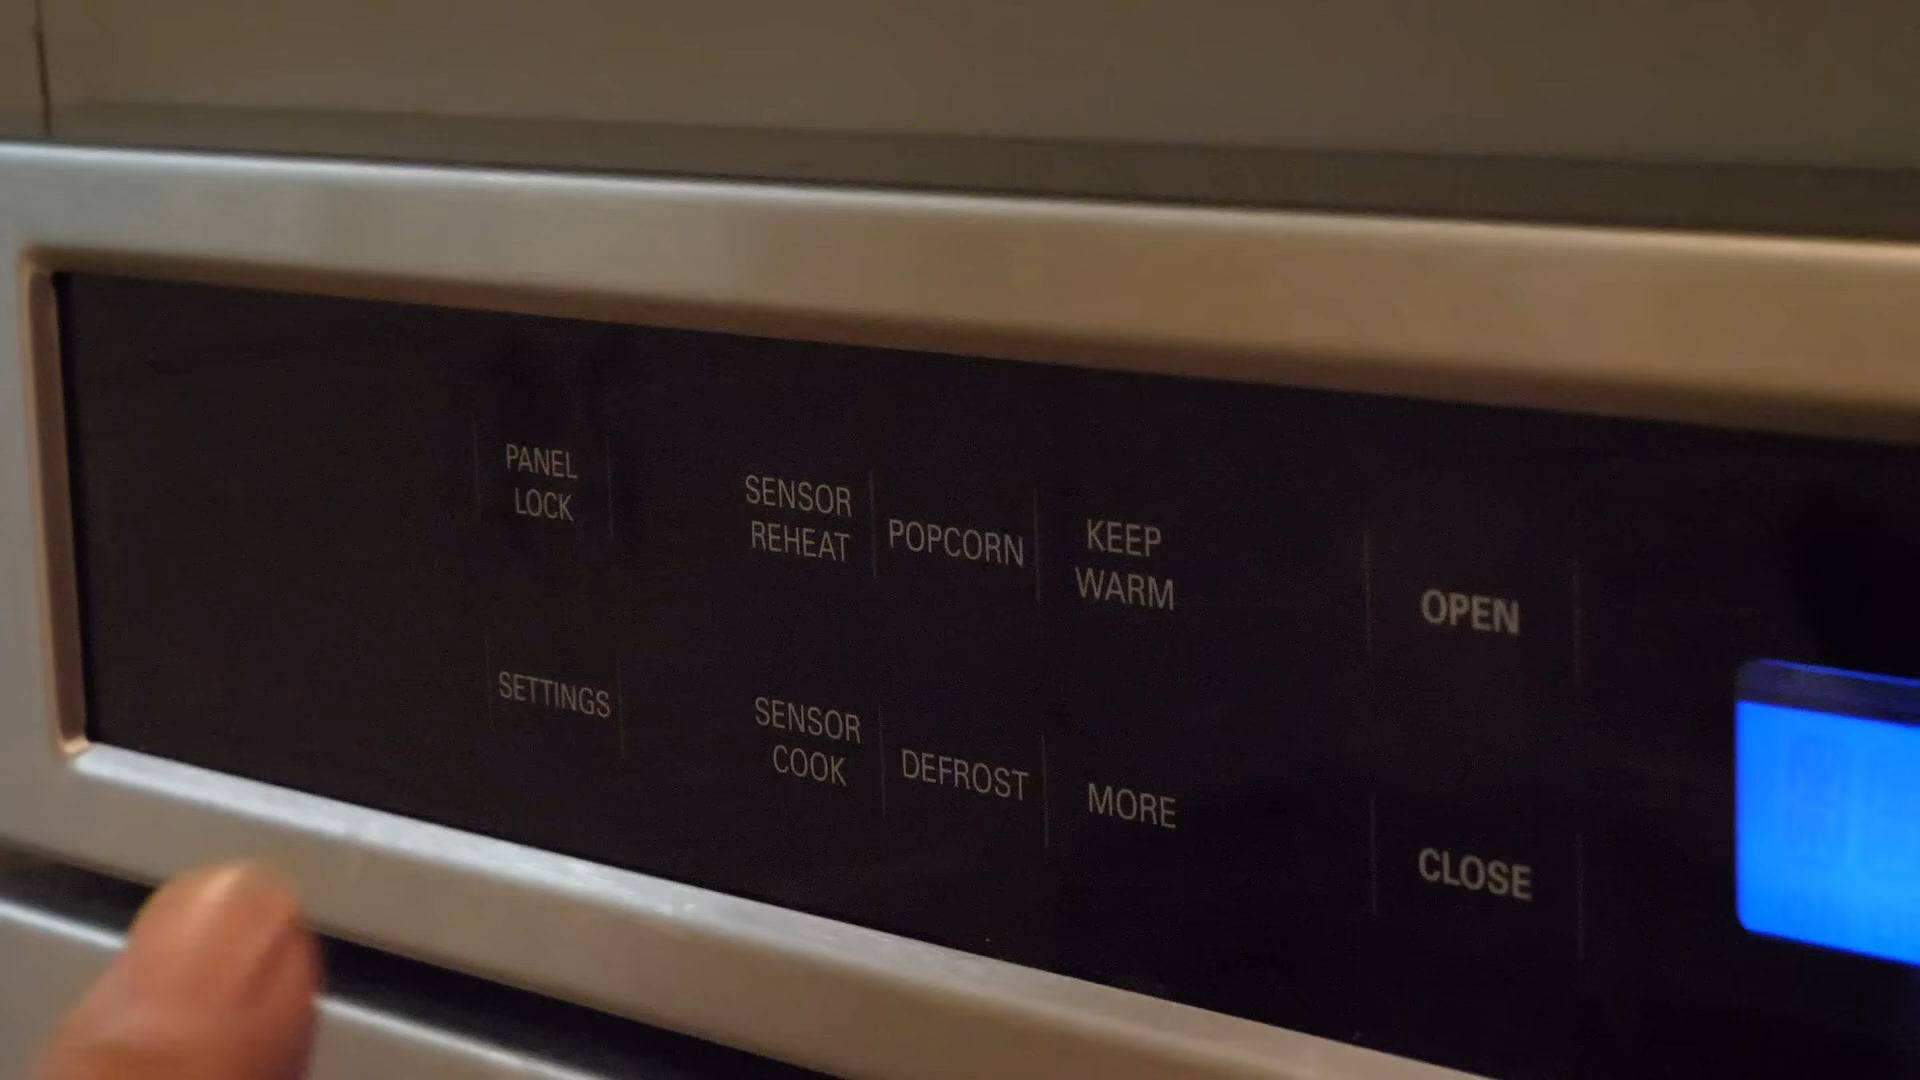 PANEL
LOCK
SENSOR
REHEAT
POPCORN
KEEP
WARM
OPEN
SETTINGS
SENSOR
COOK
DEFROST
MORE
CLOSE